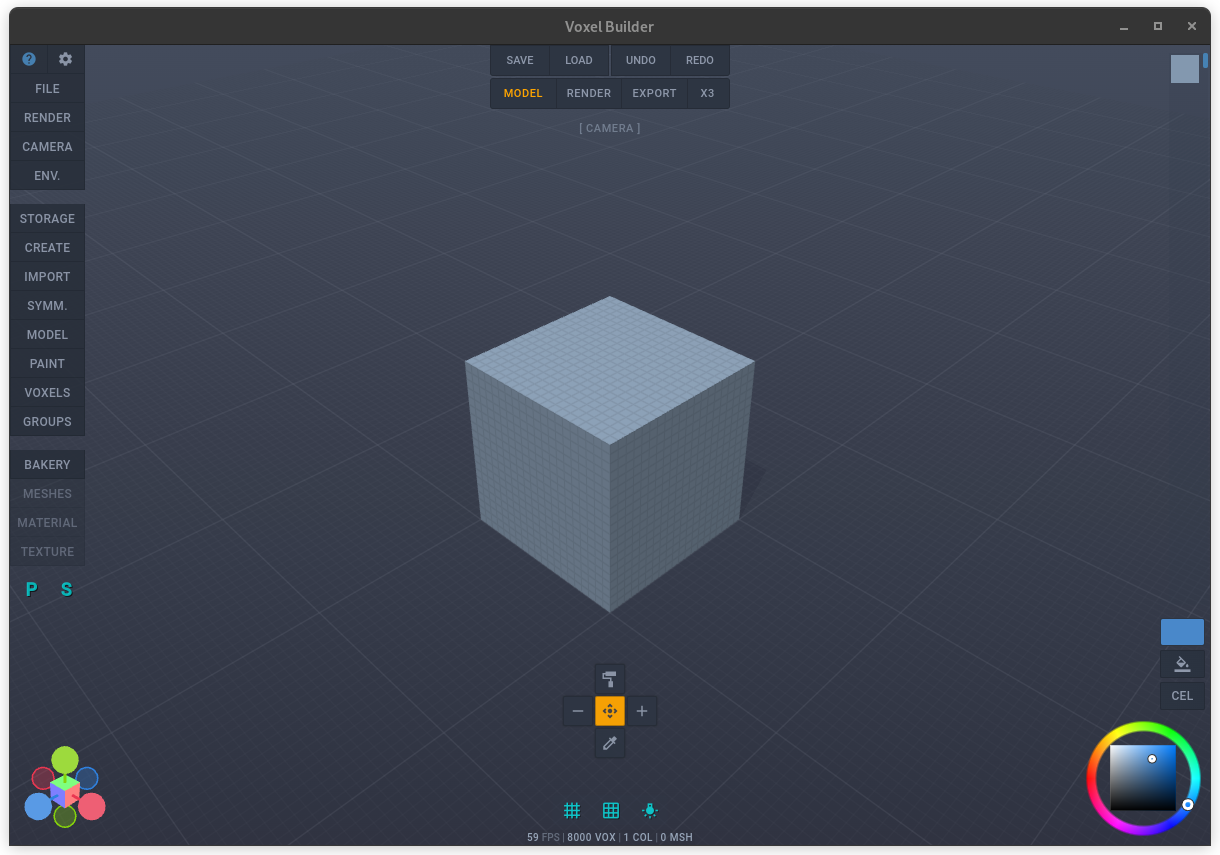 Voxel Builder
SAVE LOAD UNDO REDO
MODEL RENDER EXPORT X3
[ CAMERA ]
?
FILE
RENDER
CAMERA
ENV.
STORAGE
CREATE
IMPORT
SYMM.
MODEL
PAINT
VOXELS
GROUPS
BAKERY
MESHES
MATERIAL
TEXTURE
P S
CEL
59 FPS | 8000 VOX | 1 COL | 0 MSH